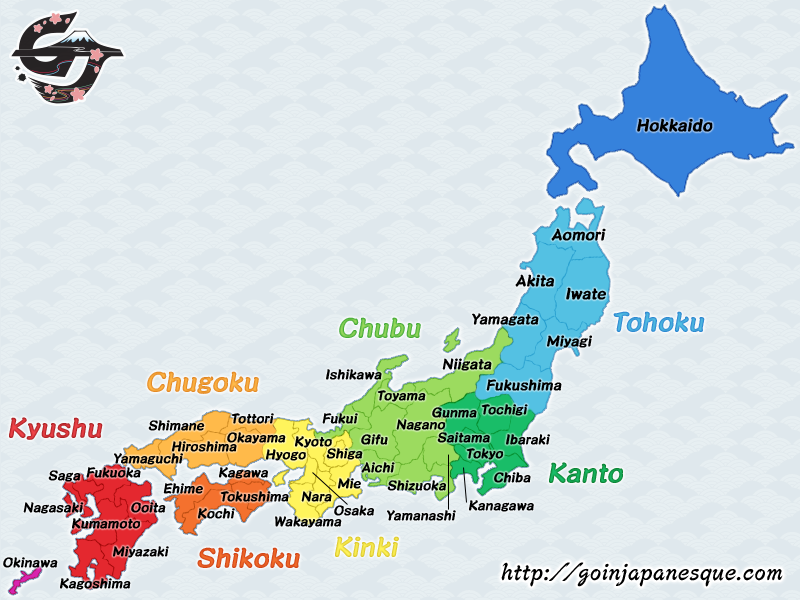 Hokkaido
Aomori
Akita
Iwate
Yamagata
Tohoku
Chubu
Miyagi
Niigata
Ishikawa
Fukushima
Chugoku
Toyama
Kyushu
Shimane
Tottori
Fukui
Gunma
Tochigi
Nagano
Okayama
Kyoto
Gifu
Saitama
Ibaraki
Hiroshima
Hyogo
Shiga
Tokyo
Yamaguchi
Saga
Fukuoka
Kagawa
Aichi
Kanto
Chiba
Ehime
Mie
Shizuoka
Nagasaki
Ooita
Tokushima
Nara
Kumamoto
Kochi
Osaka
Kanagawa
Wakayama
Yamanashi
Miyazaki
Shikoku
Kinki
Okinawa
Kagoshima
http://goinjapanesque.com/